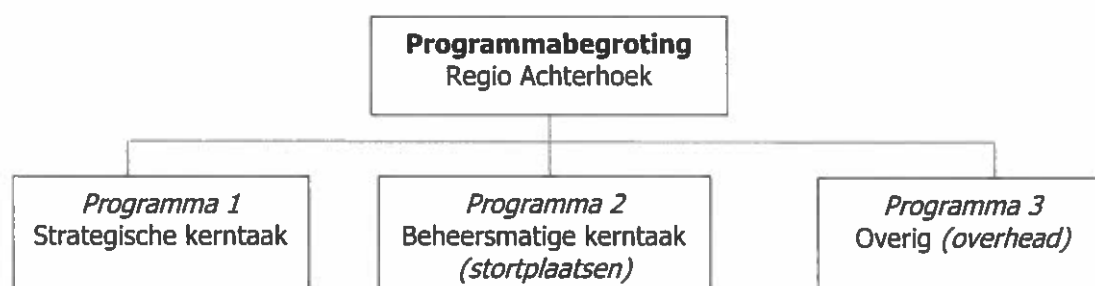 Programmabegroting
Regio Achterhoek
Programma 1
Strategische kerntaak
Programma 2
Beheersmatige kerntaak
(stortplaatsen)
Programma 3
Overig (overhead)